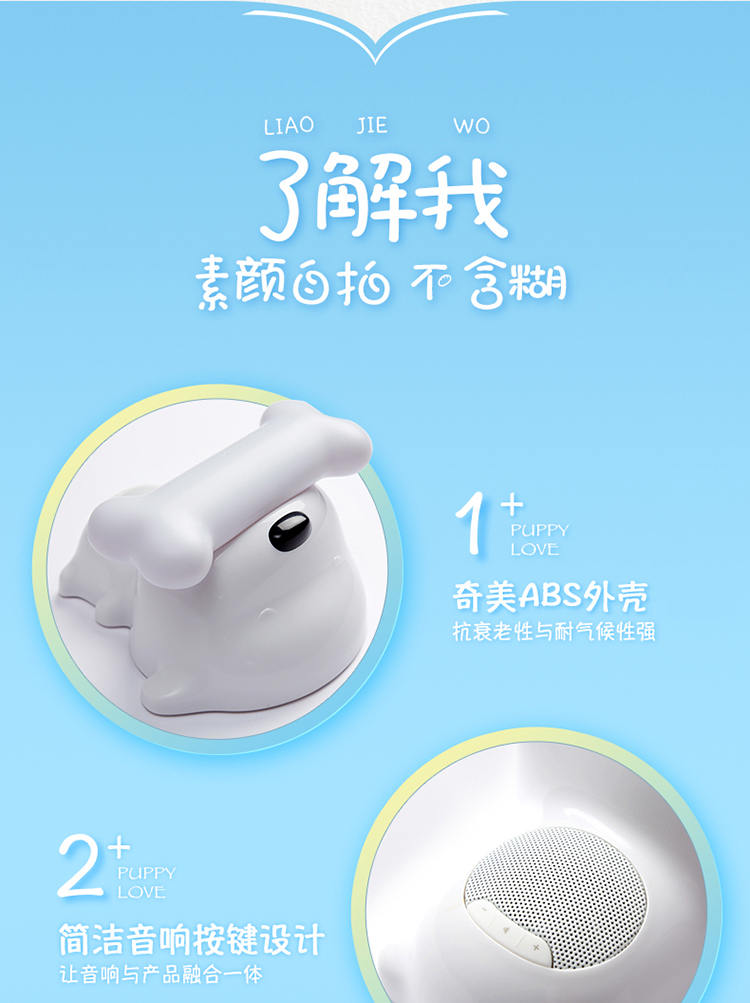 LIAO JIE WO
了解我
素颜自拍 不含糊
1+
PUPPY
LOVE
奇美ABS外壳
抗衰老性与耐气候性强
2+
PUPPY
LOVE
简洁音响按键设计
让音响与产品融合一体